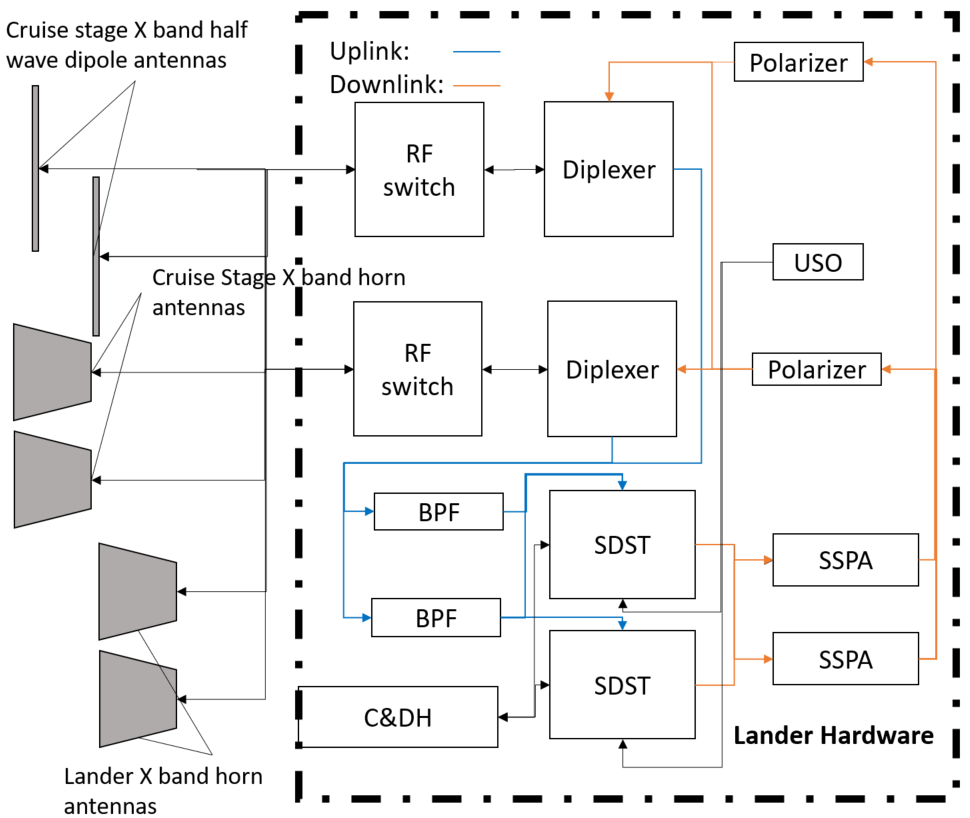 Cruise stage X band half
wave dipole antennas
Uplink:
Downlink:
Polarizer
RF
switch
Diplexer
USO
Cruise Stage X band horn
antennas
RF
switch
Diplexer
Polarizer
BPF
SDST
SSPA
BPF
SDST
SSPA
C&DH
Lander Hardware
Lander X band horn
antennas